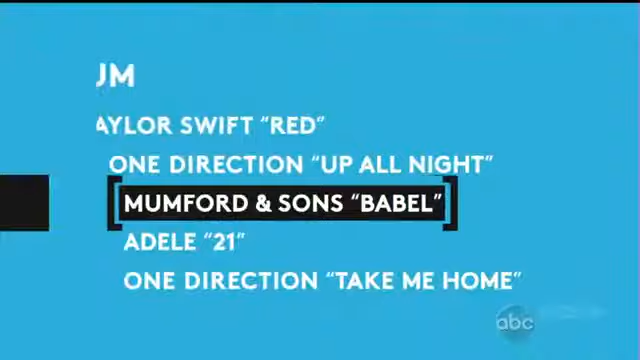 UM
AYLOR SWIFT “RED”
ONE DIRECTION “UP ALL NIGHT”
MUMFORD & SONS “BABEL”
ADELE “21”
ONE DIRECTION “TAKE ME HOME”
abc